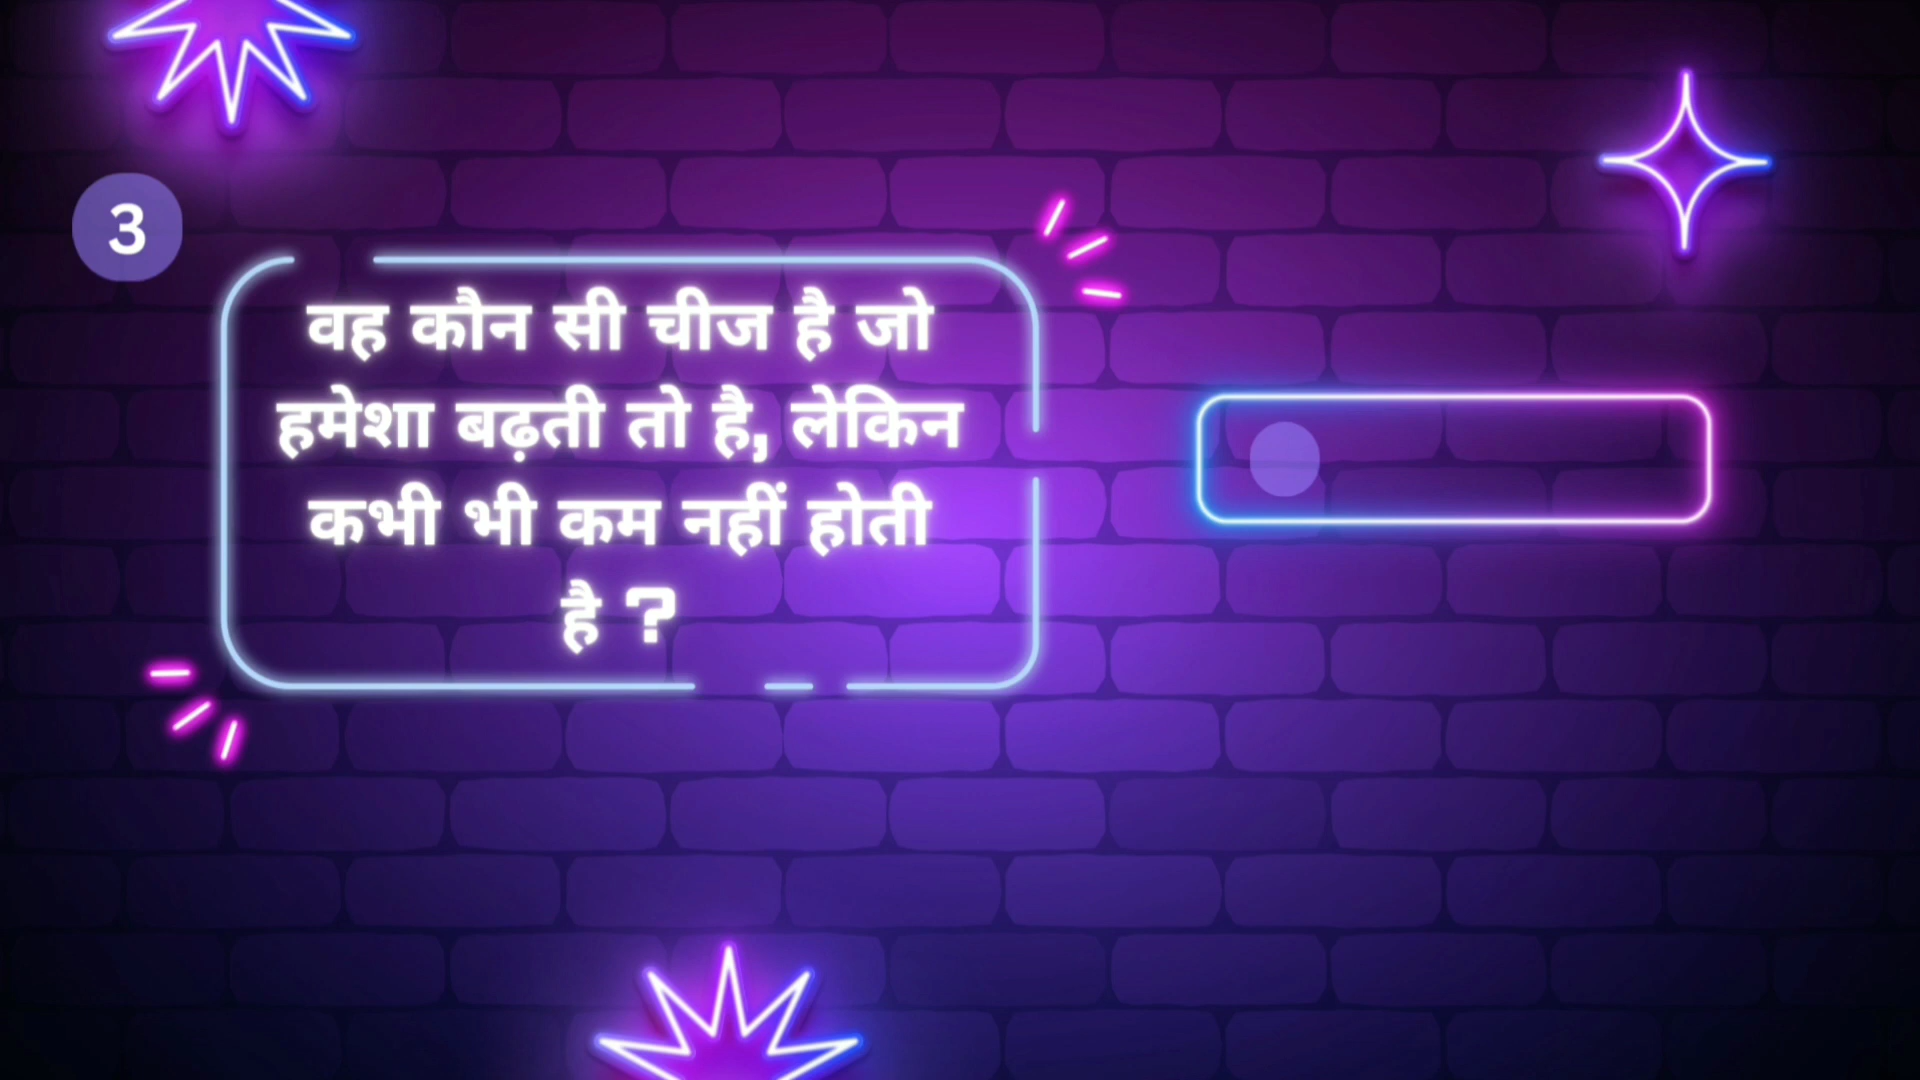 3
वह कौन सी चीज है जो
हमेशा बढ़ती तो है, लेकिन
कभी भी कम नहीं होती
है ?